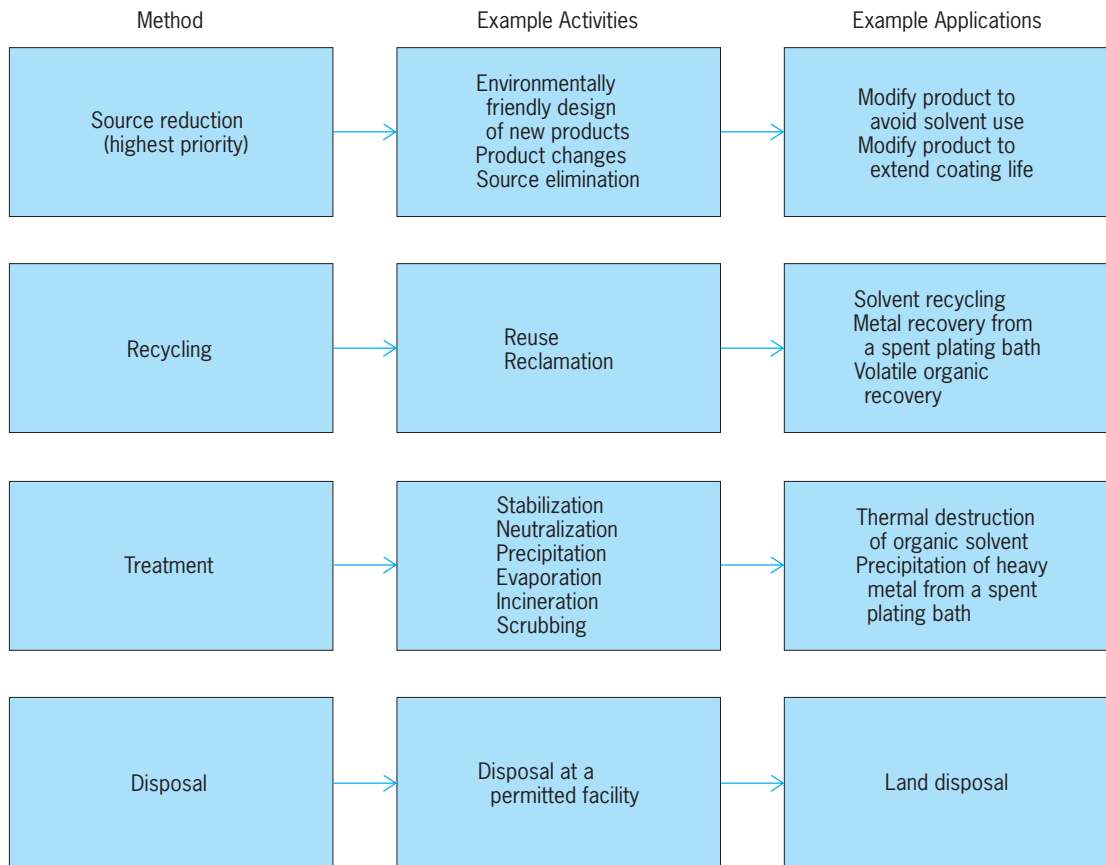 Method
Example Activities
Example Applications
Source reduction
(highest priority)
Environmentally
friendly design
of new products
Product changes
Source elimination
Modify product to
avoid solvent use
Modify product to
extend coating life
Recycling
Reuse
Reclamation
Solvent recycling
Metal recovery from
a spent plating bath
Volatile organic
recovery
Treatment
Stabilization
Neutralization
Precipitation
Evaporation
Incineration
Scrubbing
Thermal destruction
of organic solvent
Precipitation of heavy
metal from a spent
plating bath
Disposal
Disposal at a
permitted facility
Land disposal